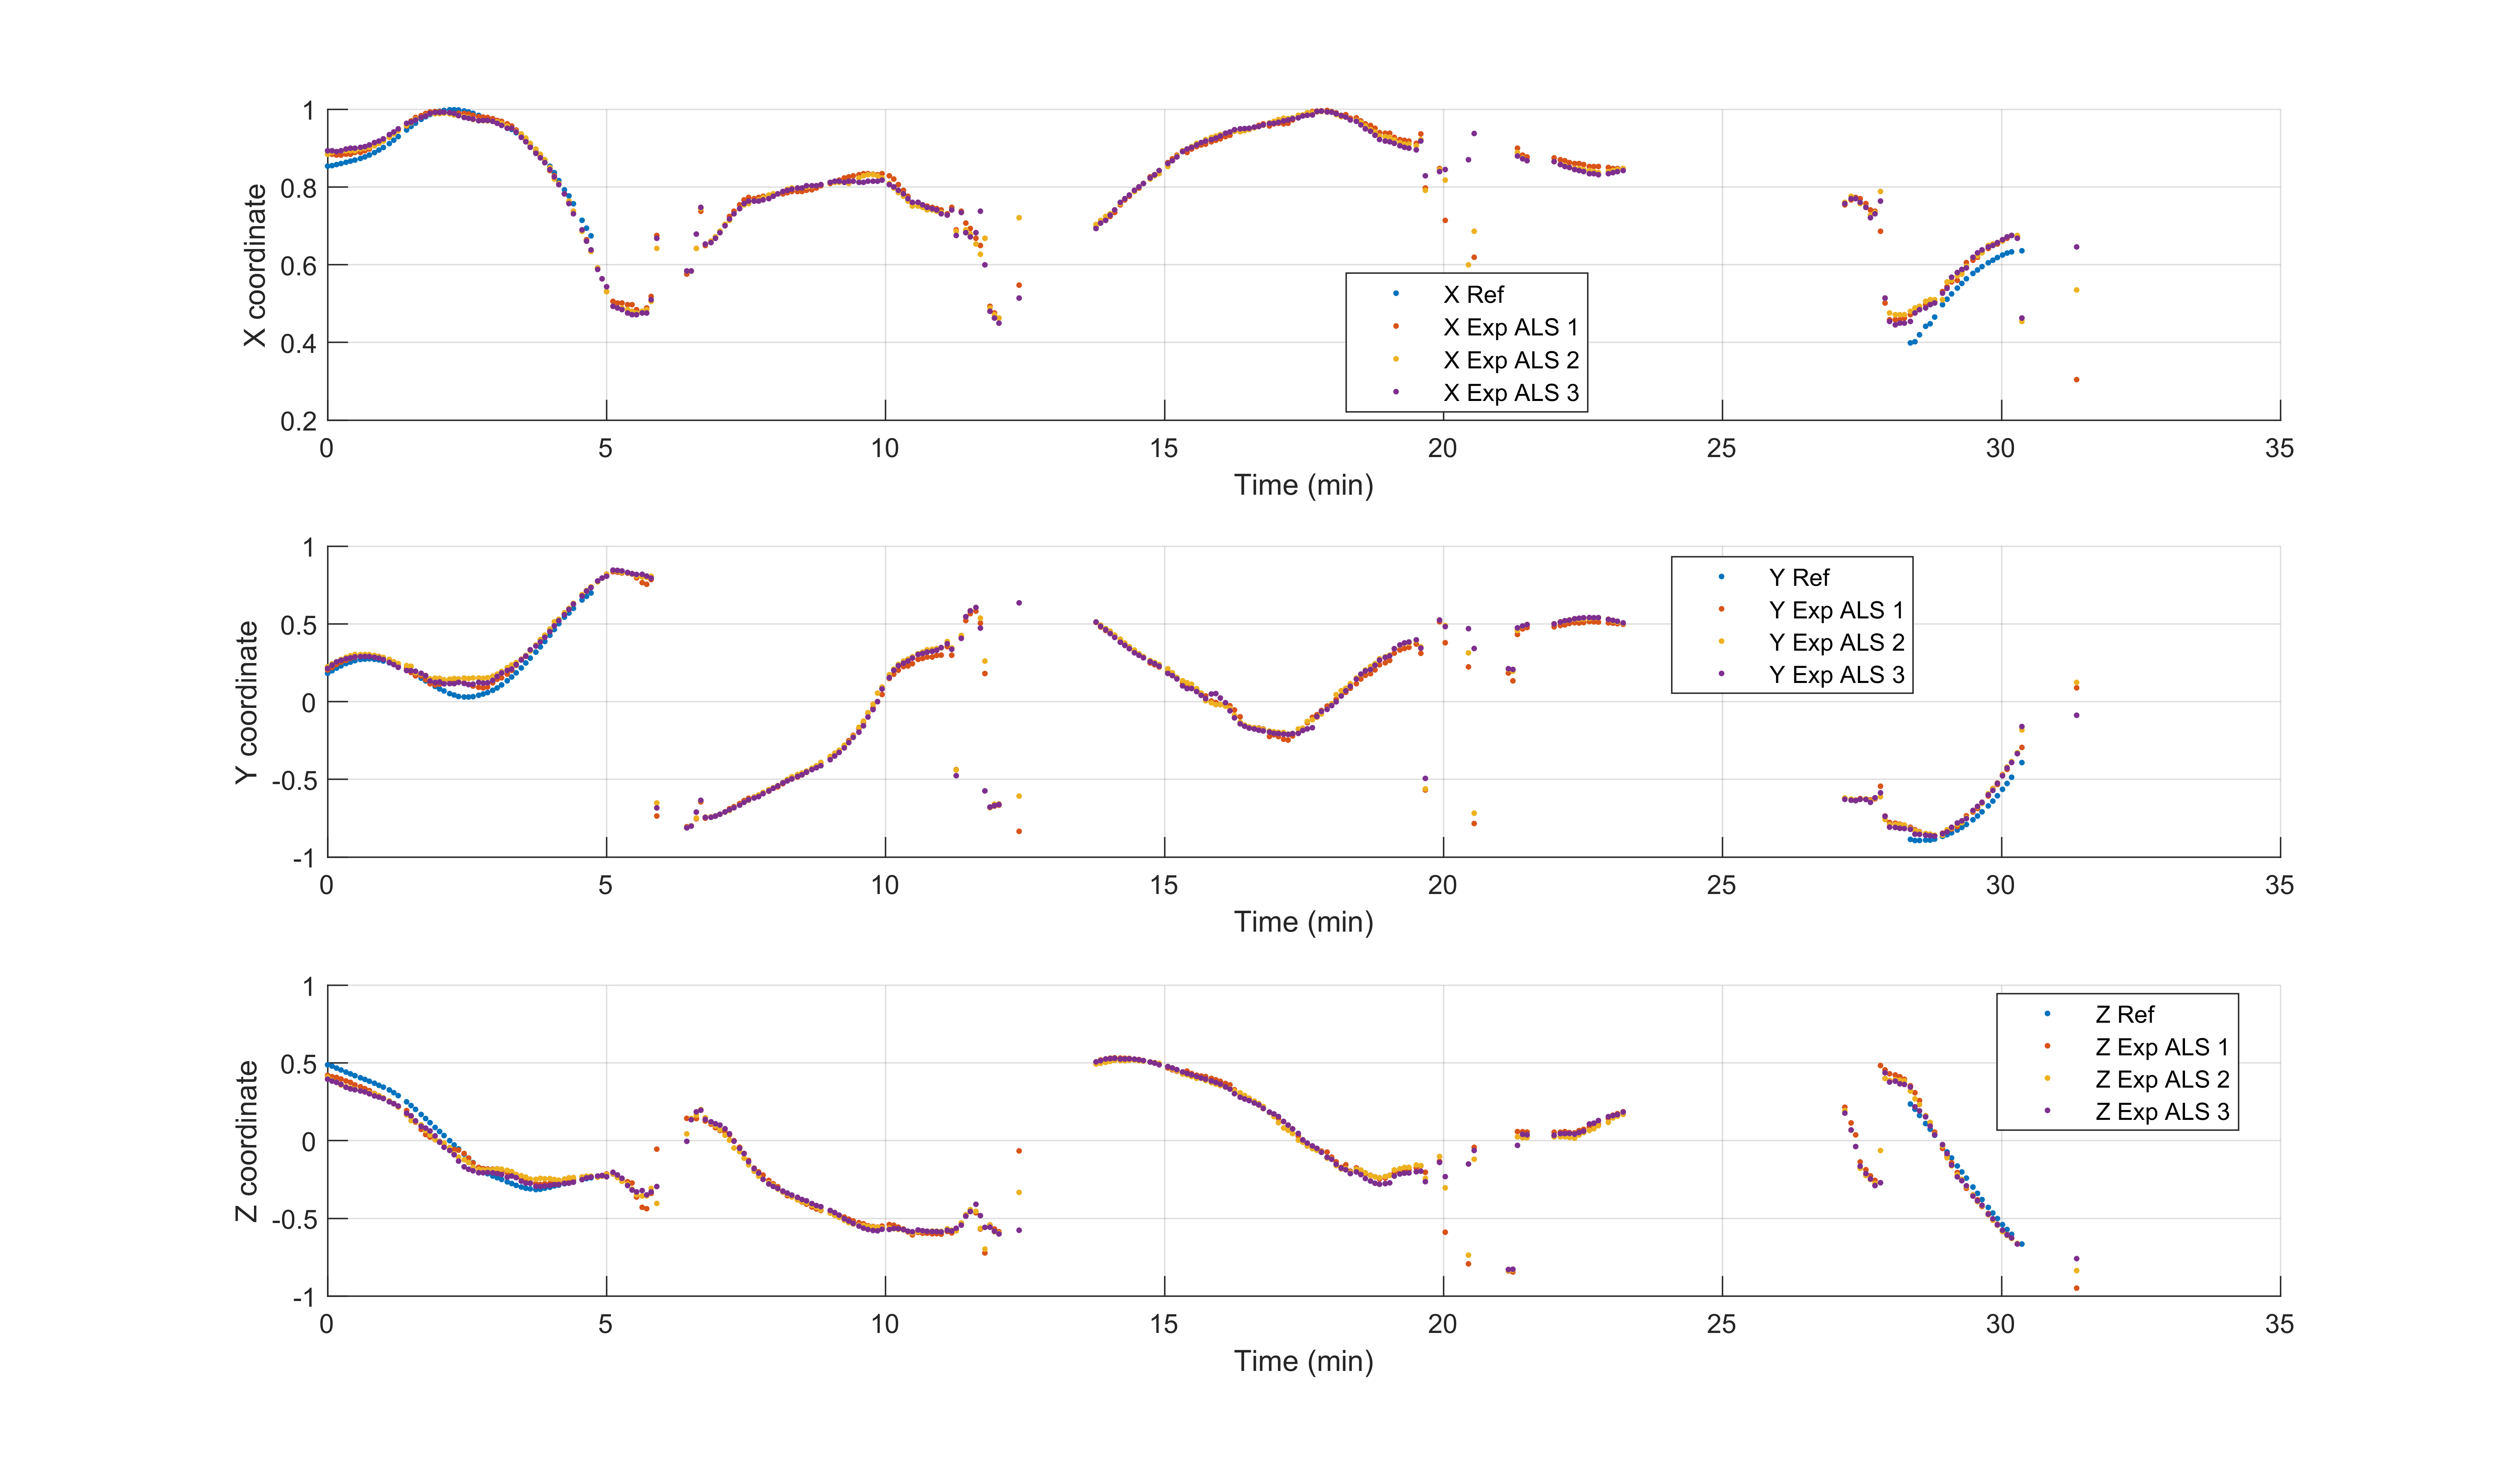 X coordinate
1
0.8
0.6
0.4
0.2
X Ref
X Exp ALS 1
X Exp ALS 2
X Exp ALS 3
0 5 10 15 20 25 30 35
Time (min)
Y coordinate
1
0.5
0
-0.5
-1
Y Ref
Y Exp ALS 1
Y Exp ALS 2
Y Exp ALS 3
0 5 10 15 20 25 30 35
Time (min)
Z coordinate
1
0.5
0
-0.5
-1
Z Ref
Z Exp ALS 1
Z Exp ALS 2
Z Exp ALS 3
0 5 10 15 20 25 30 35
Time (min)